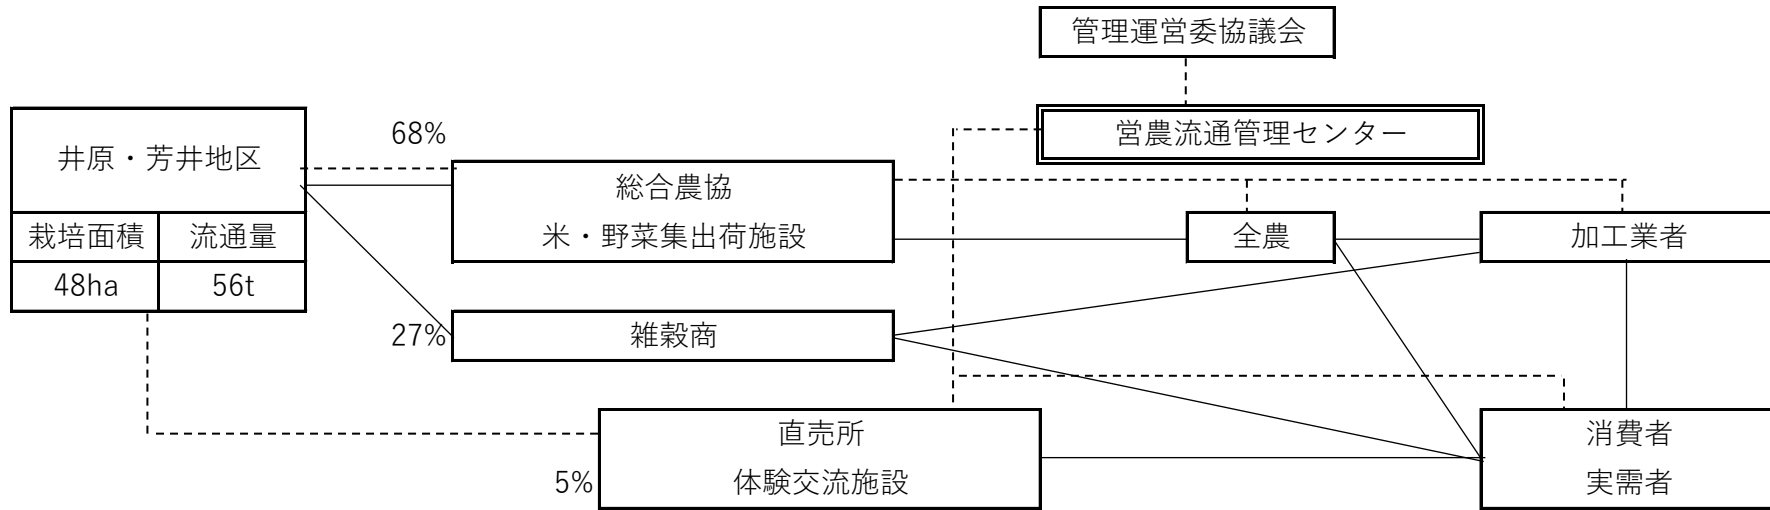 管理運営委協議会
営農流通管理センター
68%
井原・芳井地区
総合農協
米・野菜集出荷施設
栽培面積
流通量
全農
加工業者
48ha
56t
27%
雑穀商
直売所
体験交流施設
5%
消費者
実需者